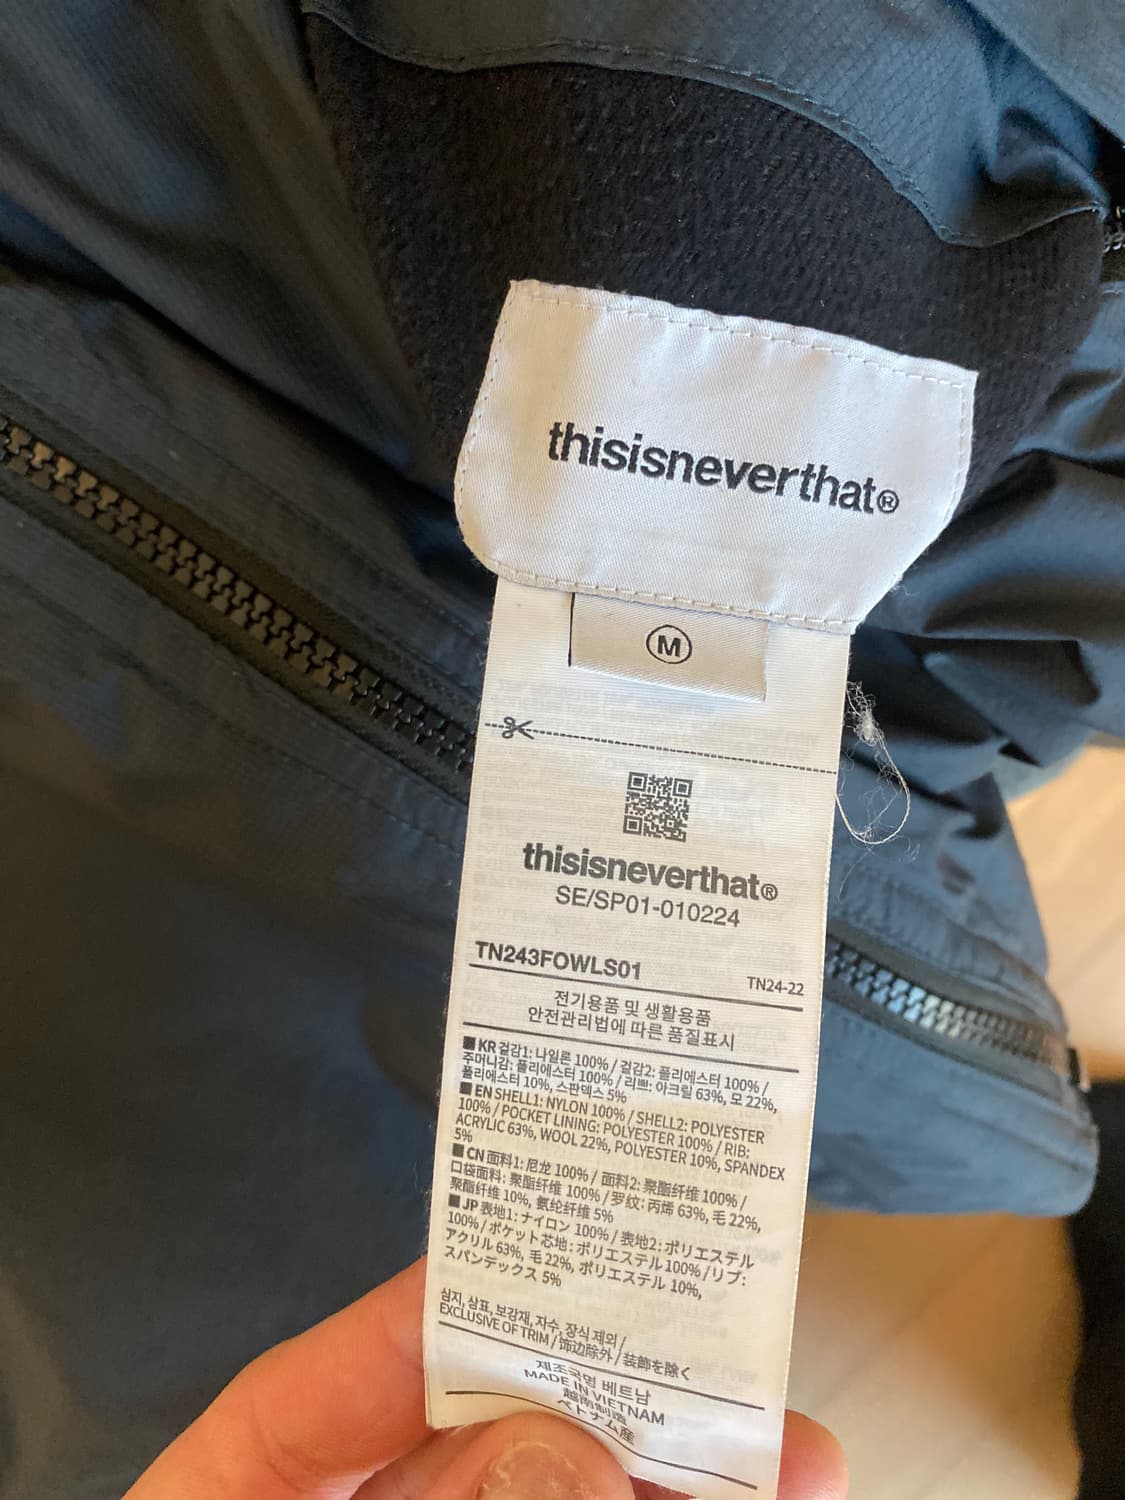 thisisneverthat®
M
thisisneverthat®
SE/SP01-010224
TN243FOWLS01
TN24-22
전기용품 및 생활용품
안전관리법에 따른 품질표시
■ KR 겉감1: 나일론 100% / 겉감2: 폴리에스터 100% /
주머니감: 폴리에스터 100% / 리쁘: 아크릴 63%, 모 22%,
폴리에스터 10%, 스판덱스 5%
■ EN SHELL1: NYLON 100% / SHELL2: POLYESTER
100% / POCKET LINING: POLYESTER 100% / RIB:
ACRYLIC 63%, WOOL 22%, POLYESTER 10%, SPANDEX
5%
■ CN 面料1: 尼龙 100% / 面料2: 聚酯纤维 100% /
口袋面料: 聚酯纤维 100% / 罗纹: 丙烯 63%, 毛 22%,
聚酯纤维 10%, 氨纶纤维 5%
■ JP 表地1: ナイロン 100% / 表地2: ポリエステル
100% / ポケット芯地: ポリエステル 100% / リブ:
アクリル 63%, 毛 22%, ポリエステル 10%,
スパンデックス 5%
심지, 상표, 보강재, 자수, 장식 제외 /
EXCLUSIVE OF TRIM / 饰边除外 / 装飾を除く
제조국명 베트남
MADE IN VIETNAM
越南制造
ベトナム産